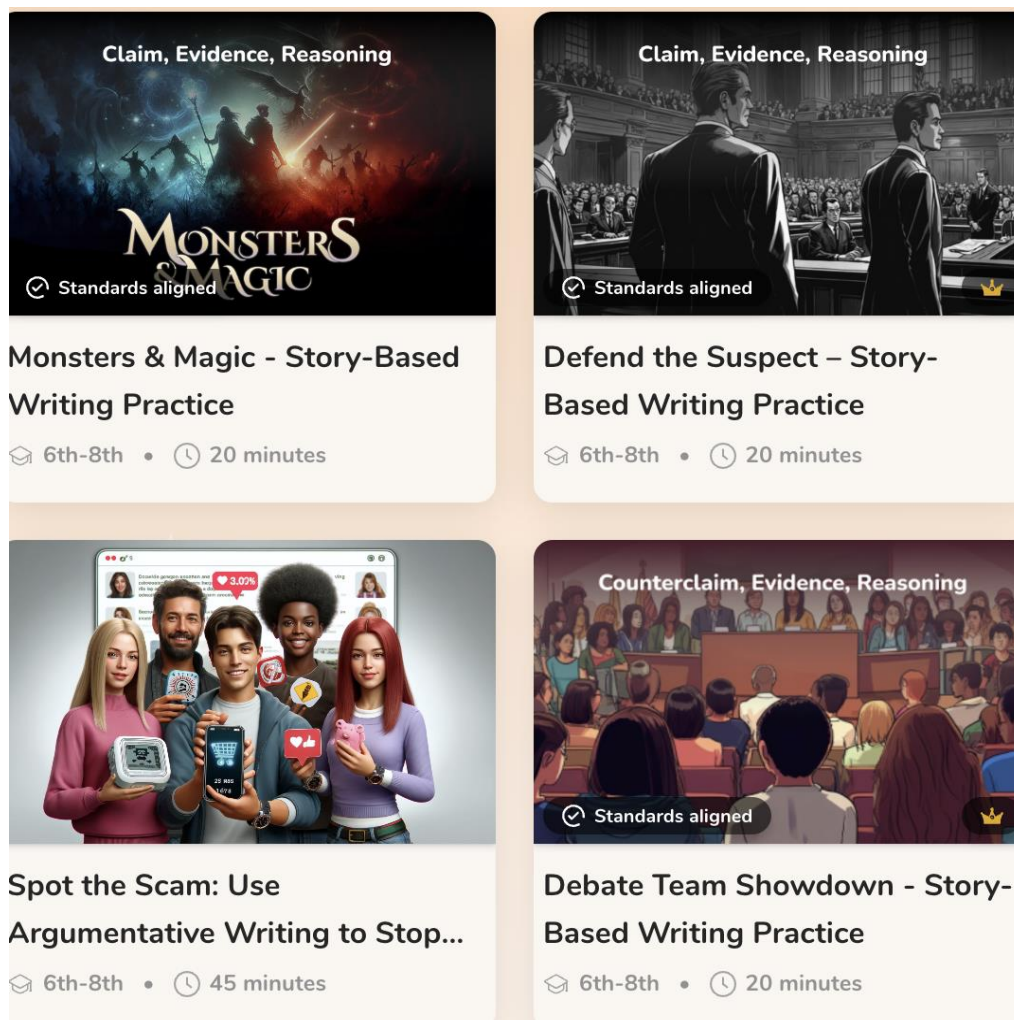 Claim, Evidence, Reasoning
MONSTERS
& MAGIC
Standards aligned
Monsters & Magic - Story-Based
Writing Practice
6th-8th • 20 minutes
Claim, Evidence, Reasoning
Standards aligned
Defend the Suspect – Story-
Based Writing Practice
6th-8th • 20 minutes
Spot the Scam: Use
Argumentative Writing to Stop...
6th-8th • 45 minutes
Counterclaim, Evidence, Reasoning
Standards aligned
Debate Team Showdown - Story-
Based Writing Practice
6th-8th • 20 minutes